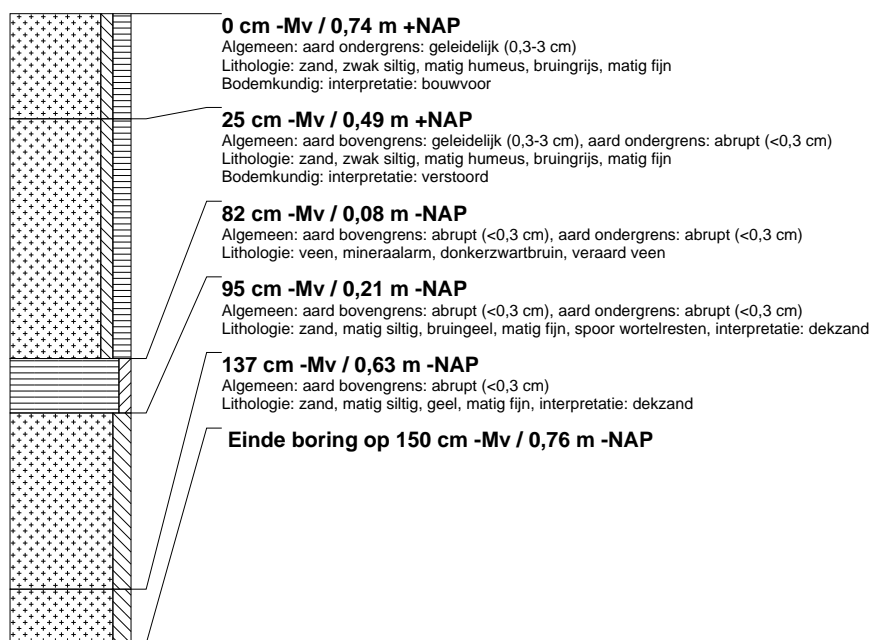 0 cm -Mv / 0,74 m +NAP
Algemeen: aard ondergrens: geleidelijk (0,3-3 cm)
Lithologie: zand, zwak siltig, matig humeus, bruingrijs, matig fijn
Bodemkundig: interpretatie: bouwvoor
25 cm -Mv / 0,49 m +NAP
Algemeen: aard bovengrens: geleidelijk (0,3-3 cm), aard ondergrens: abrupt (<0,3 cm)
Lithologie: zand, zwak siltig, matig humeus, bruingrijs, matig fijn
Bodemkundig: interpretatie: verstoord
82 cm -Mv / 0,08 m -NAP
Algemeen: aard bovengrens: abrupt (<0,3 cm), aard ondergrens: abrupt (<0,3 cm)
Lithologie: veen, mineraalarm, donkerzwartbruin, veraard veen
95 cm -Mv / 0,21 m -NAP
Algemeen: aard bovengrens: abrupt (<0,3 cm), aard ondergrens: abrupt (<0,3 cm)
Lithologie: zand, matig siltig, bruingeel, matig fijn, spoor wortelresten, interpretatie: dekzand
137 cm -Mv / 0,63 m -NAP
Algemeen: aard bovengrens: abrupt (<0,3 cm)
Lithologie: zand, matig siltig, geel, matig fijn, interpretatie: dekzand
Einde boring op 150 cm -Mv / 0,76 m -NAP